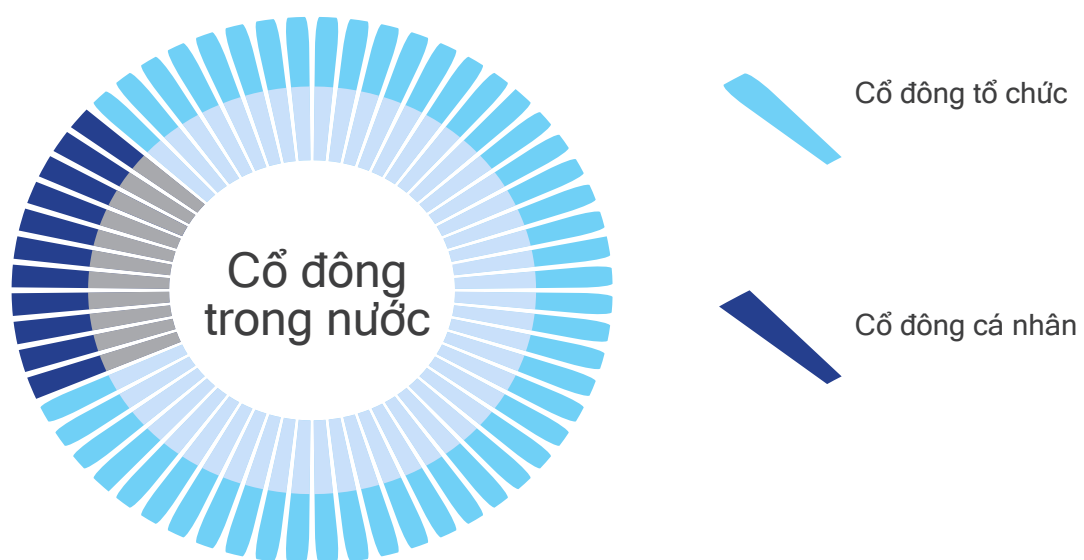 Cổ đông tổ chức
Cổ đông
trong nước
Cổ đông cá nhân